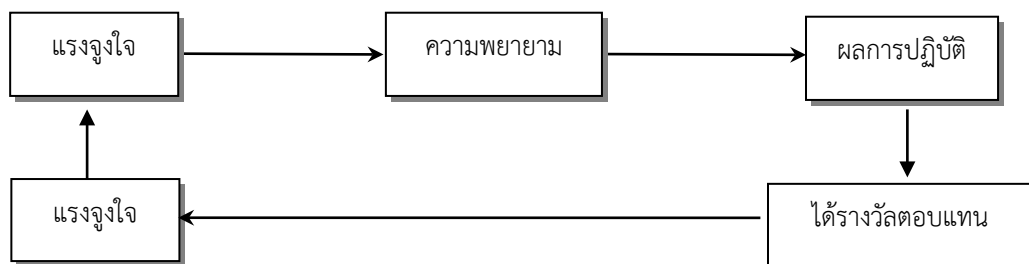 แรงจูงใจ
ความพยายาม
ผลการปฏิบัติ
แรงจูงใจ
ได้รางวัลตอบแทน